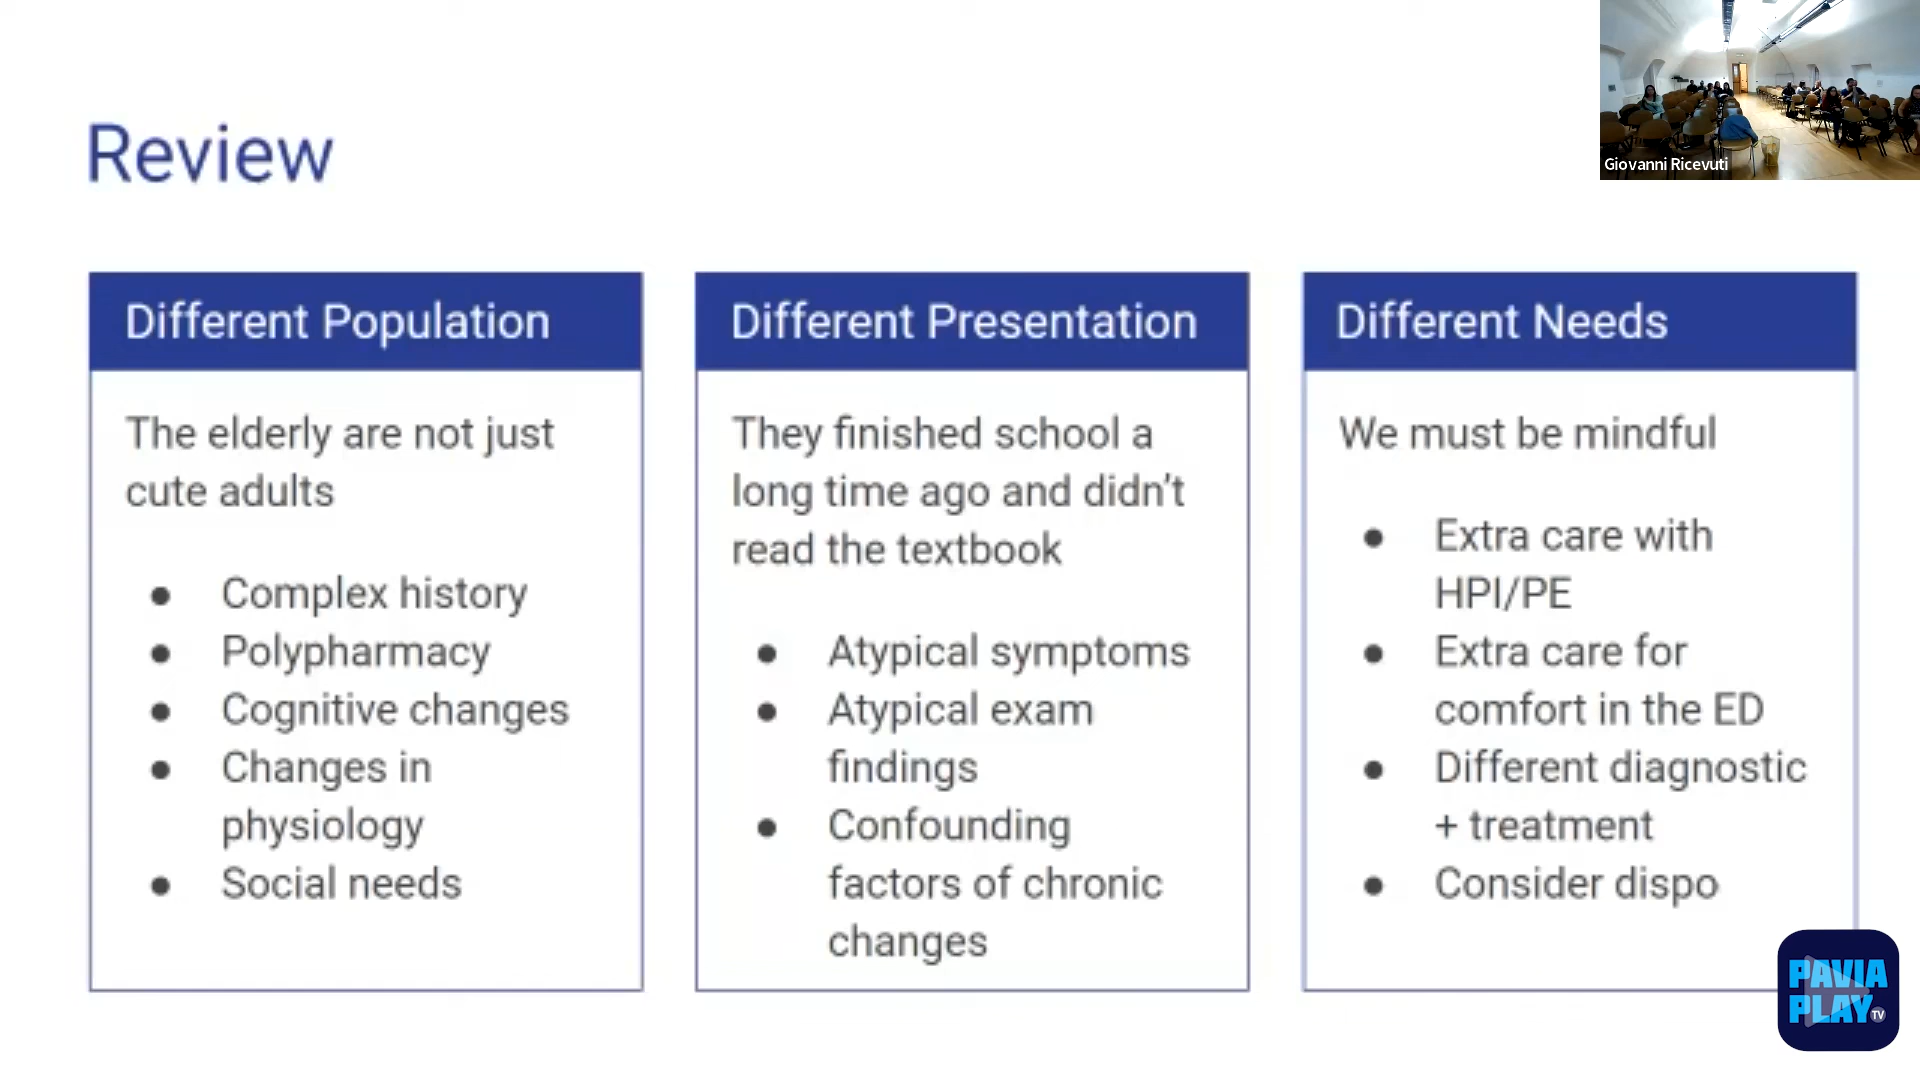 Review
Giovanni Ricevuti
Different Population
The elderly are not just
cute adults
● Complex history
● Polypharmacy
● Cognitive changes
● Changes in
physiology
● Social needs
Different Presentation
They finished school a
long time ago and didn't
read the textbook
● Atypical symptoms
● Atypical exam
findings
● Confounding
factors of chronic
changes
Different Needs
We must be mindful
● Extra care with
HPI/PE
● Extra care for
comfort in the ED
● Different diagnostic
+ treatment
● Consider dispo
PAVIA
PLAY TV